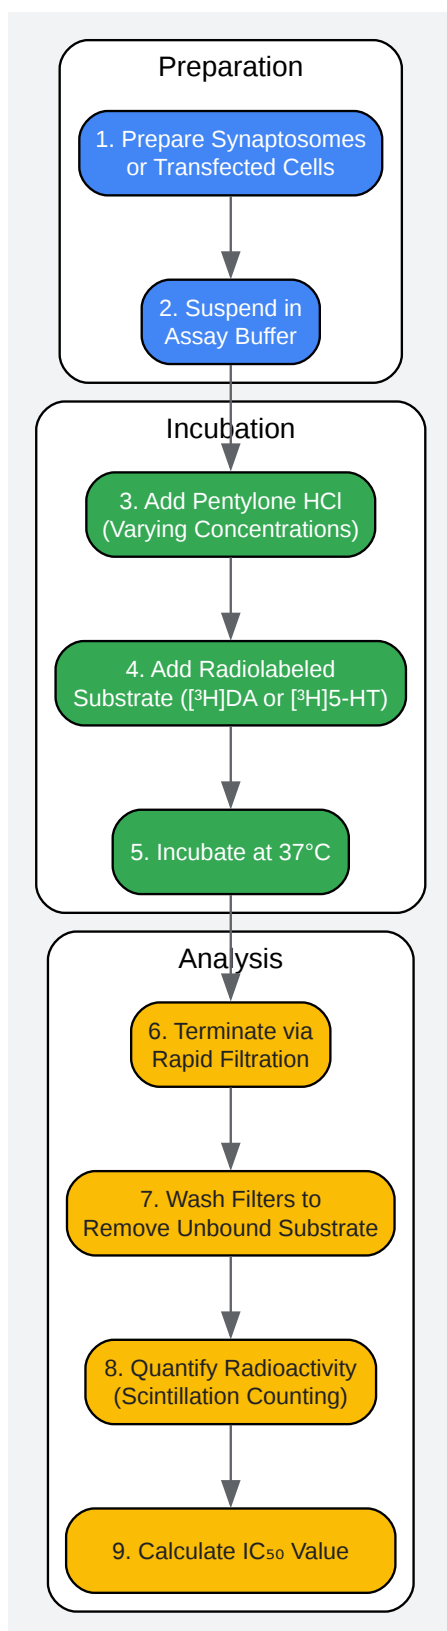 Preparation
1. Prepare Synaptosomes
or Transfected Cells
2. Suspend in
Assay Buffer
Incubation
3. Add Pentylone HCl
(Varying Concentrations)
4. Add Radiolabeled
Substrate ([³H]DA or [³H]5-HT)
5. Incubate at 37°C
Analysis
6. Terminate via
Rapid Filtration
7. Wash Filters to
Remove Unbound Substrate
8. Quantify Radioactivity
(Scintillation Counting)
9. Calculate IC₅₀ Value